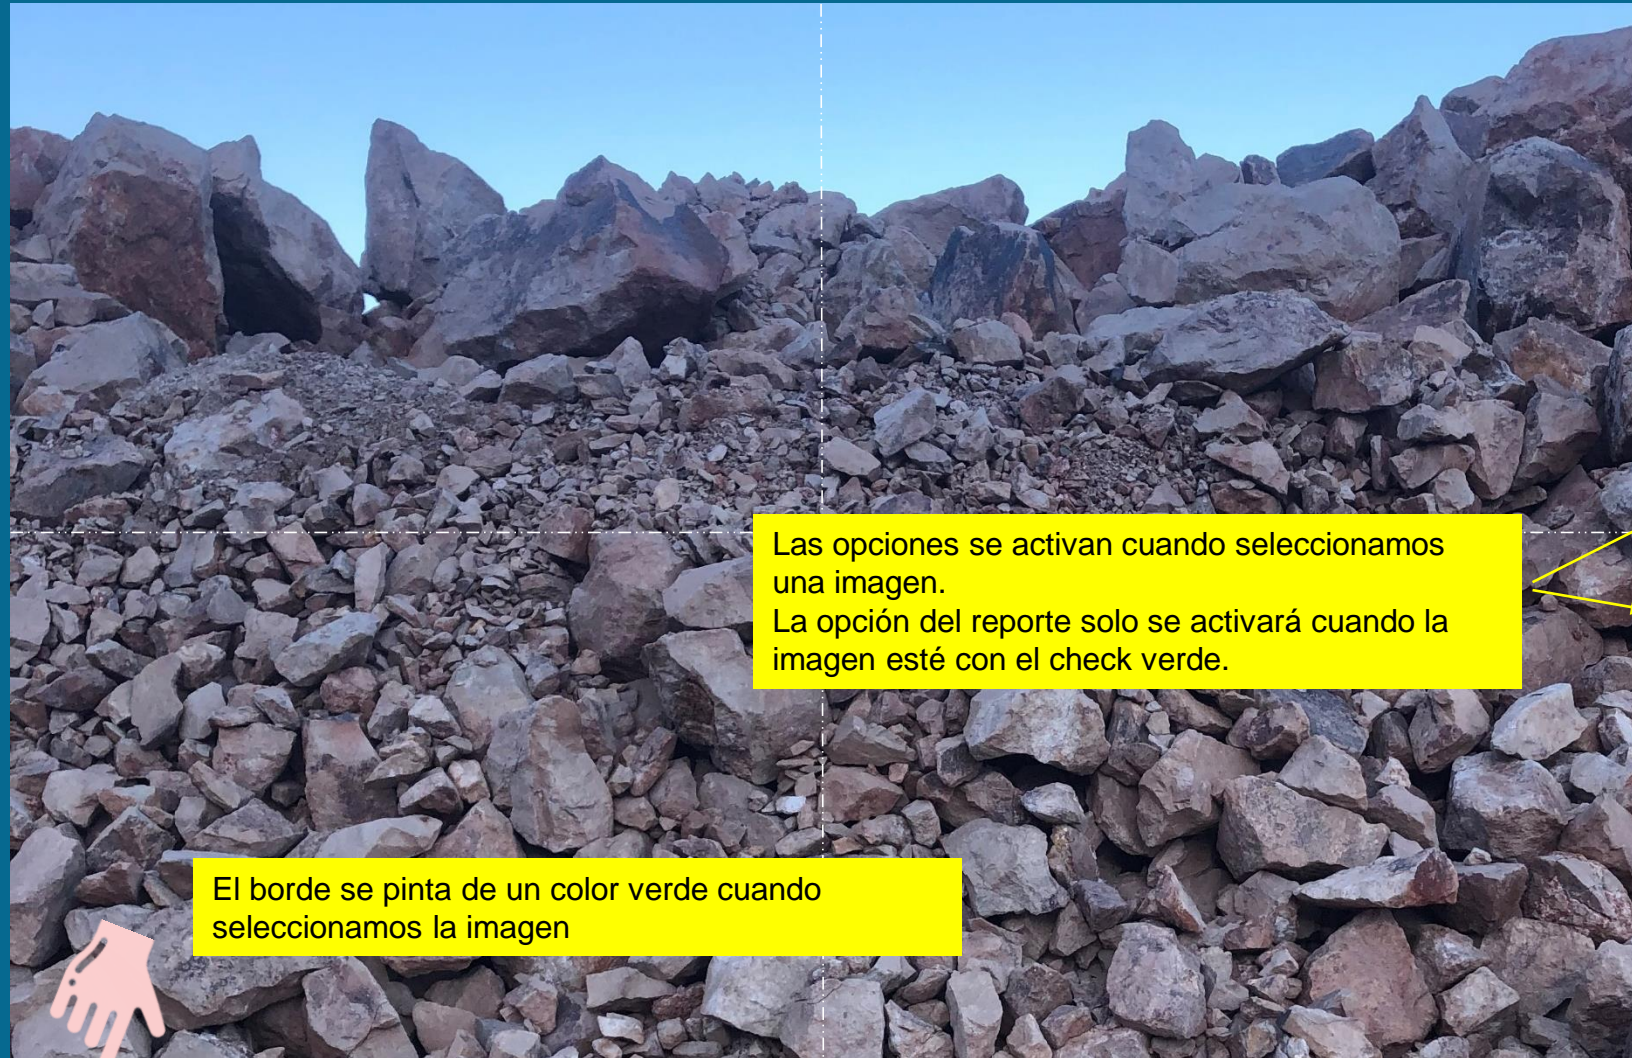 Las opciones se activan cuando seleccionamos
una imagen.
La opción del reporte solo se activará cuando la
imagen esté con el check verde.
El borde se pinta de un color verde cuando
seleccionamos la imagen